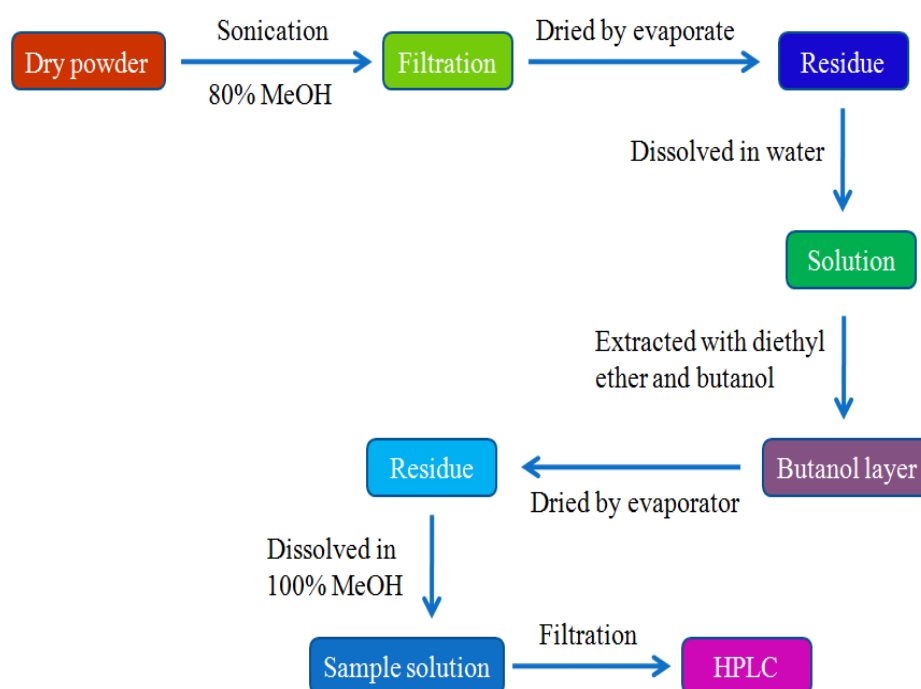 Sonication
Dried by evaporate
Dry powder
Filtration
Residue
80% MeOH
Dissolved in water
Solution
Extracted with diethyl
ether and butanol
Butanol layer
Residue
Dried by evaporator
Dissolved in
100% MeOH
Filtration
Sample solution
HPLC